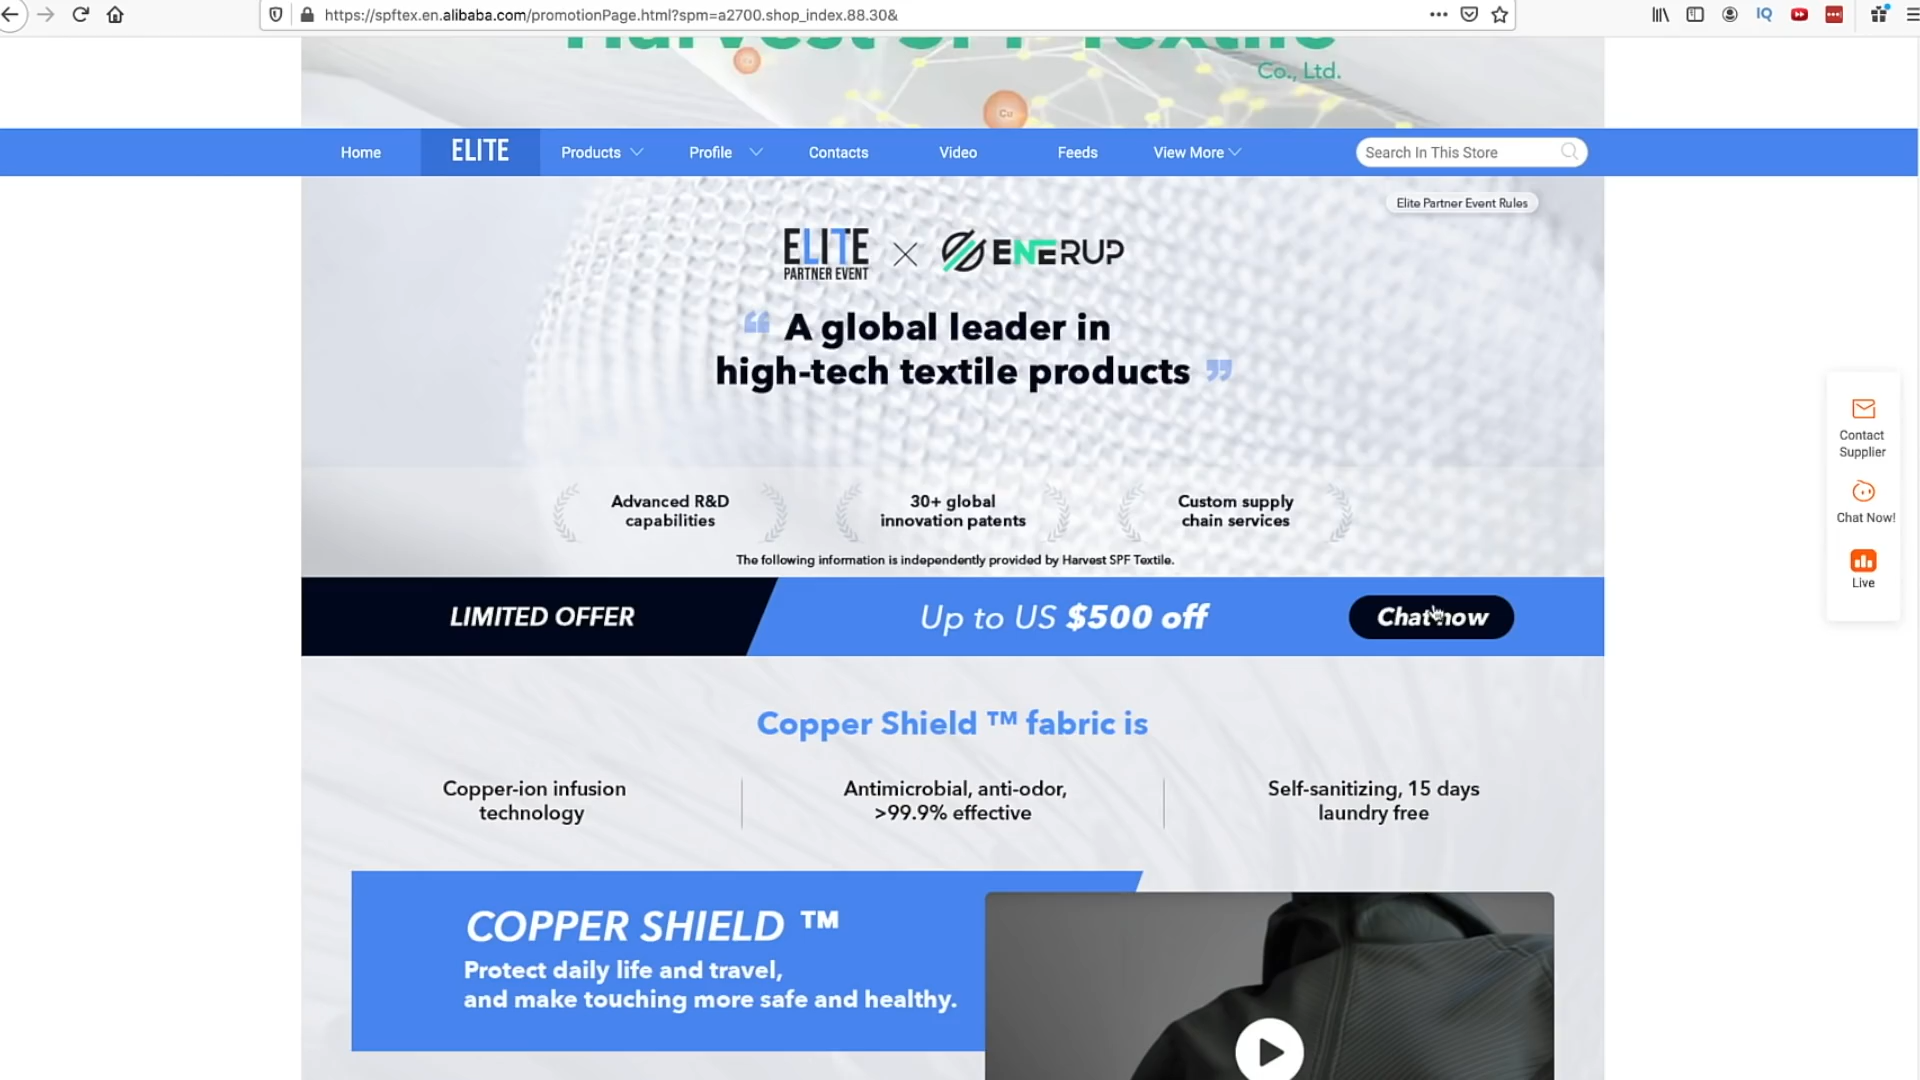 https://spftex.en.alibaba.com/promotionPage.html?spm=a2700.shop_index.88.30&
IQ
Harvest SPF Textile
Co., Ltd.
Cu
Home
ELITE
Products
Profile
Contacts
Video
Feeds
View More
Search In This Store
Elite Partner Event Rules
ELITE
PARTNER EVENT
ENERUP
“ A global leader in
high-tech textile products ”
Advanced R&D
capabilities
30+ global
innovation patents
Custom supply
chain services
The following information is independently provided by Harvest SPF Textile.
LIMITED OFFER
Up to US $500 off
Chat now
Contact
Supplier
Chat Now!
Live
Copper Shield ™ fabric is
Copper-ion infusion
technology
Antimicrobial, anti-odor,
>99.9% effective
Self-sanitizing, 15 days
laundry free
COPPER SHIELD ™
Protect daily life and travel,
and make touching more safe and healthy.